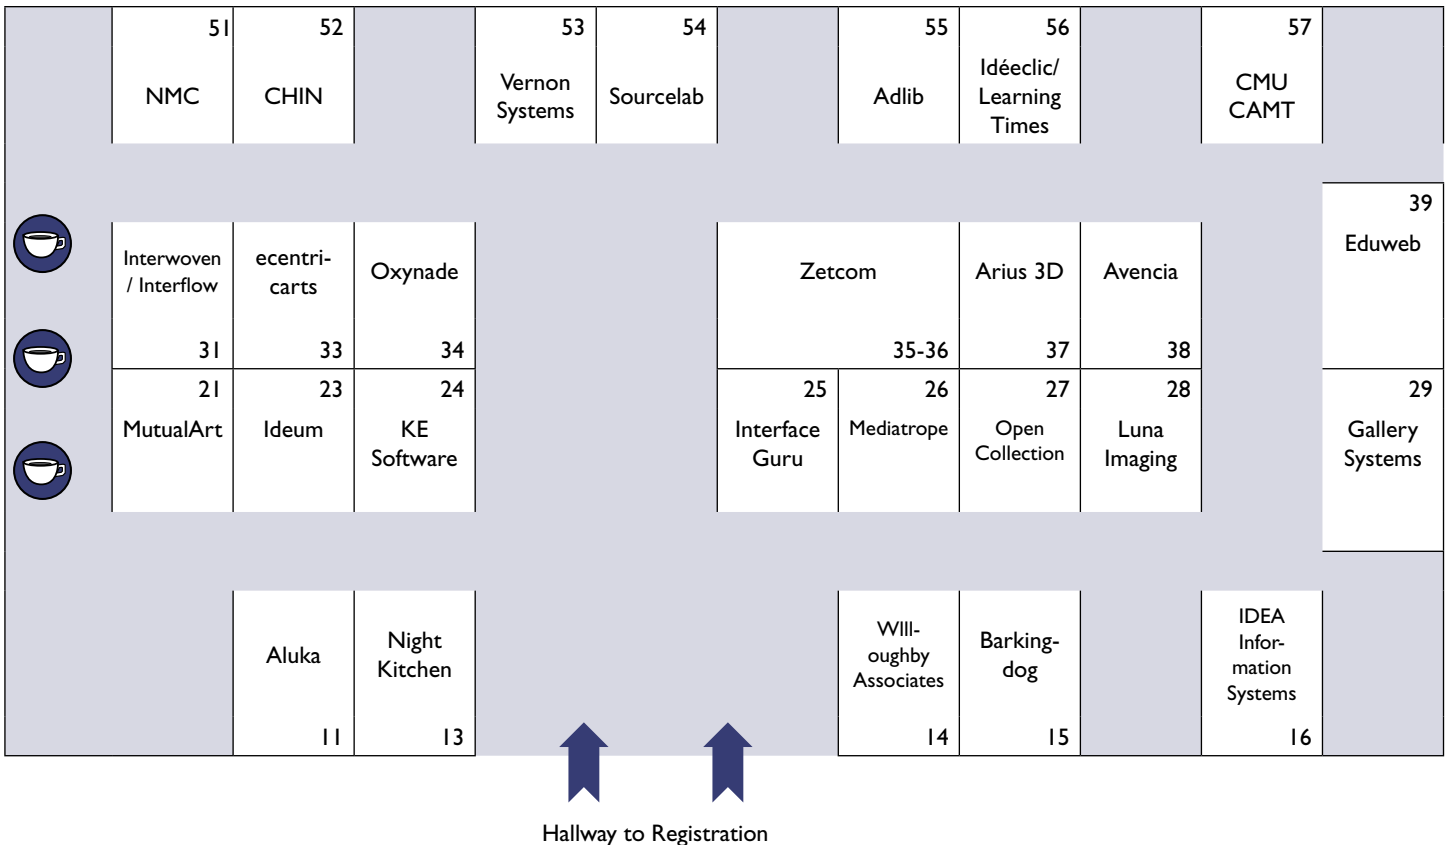 51
NMC
52
CHIN
53
Vernon
Systems
54
Sourcelab
55
Adlib
56
Idéeclic/
Learning
Times
57
CMU
CAMT
39
Eduweb
Interwoven
/ Interflow
31
ecentri-
carts
33
Oxynade
34
Zetcom
35-36
Arius 3D
37
Avencia
38
21
MutualArt
23
Ideum
24
KE
Software
25
Interface
Guru
26
Mediatrope
27
Open
Collection
28
Luna
Imaging
29
Gallery
Systems
Aluka
11
Night
Kitchen
13
WIll-
oughby
Associates
14
Barking-
dog
15
IDEA
Infor-
mation
Systems
16
Hallway to Registration